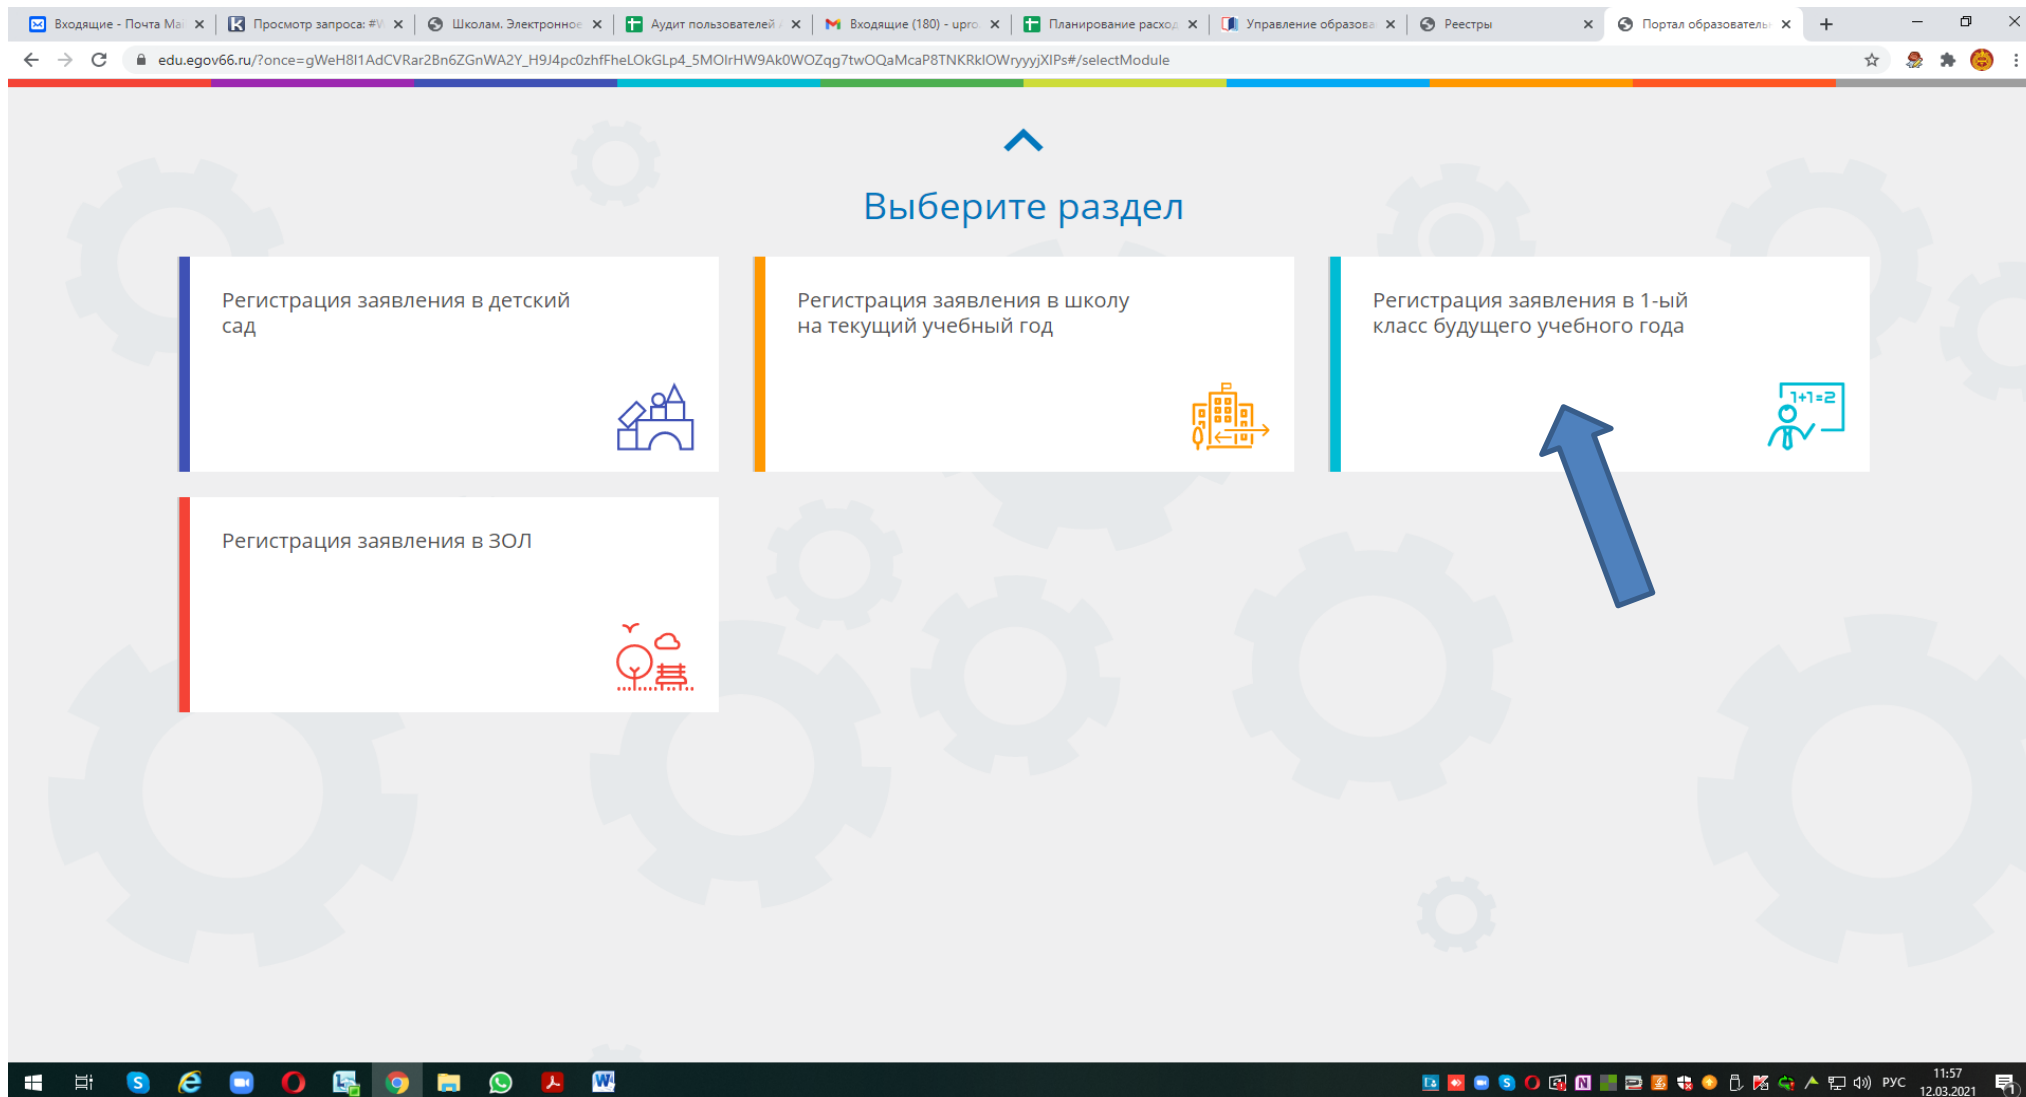 Входящие - Почта Mai
Просмотр запроса: #
Школам. Электронное
Аудит пользователей
Входящие (180) - upro
Планирование расход
Управление образова
Реестры
Портал образователь
edu.egov66.ru/?once=gWeH8I1AdCVRar2Bn6ZGnWA2Y_H9J4pc0zhfFheLOkGLp4_5MOIrHW9Ak0WOZqg7twOQaMcaP8TNKRkIOWryyyjXIPs#/selectModule
Выберите раздел
Регистрация заявления в детский
сад
Регистрация заявления в школу
на текущий учебный год
Регистрация заявления в 1-ый
класс будущего учебного года
1+1=2
Регистрация заявления в ЗОЛ
РУС
11:57
12.03.2021